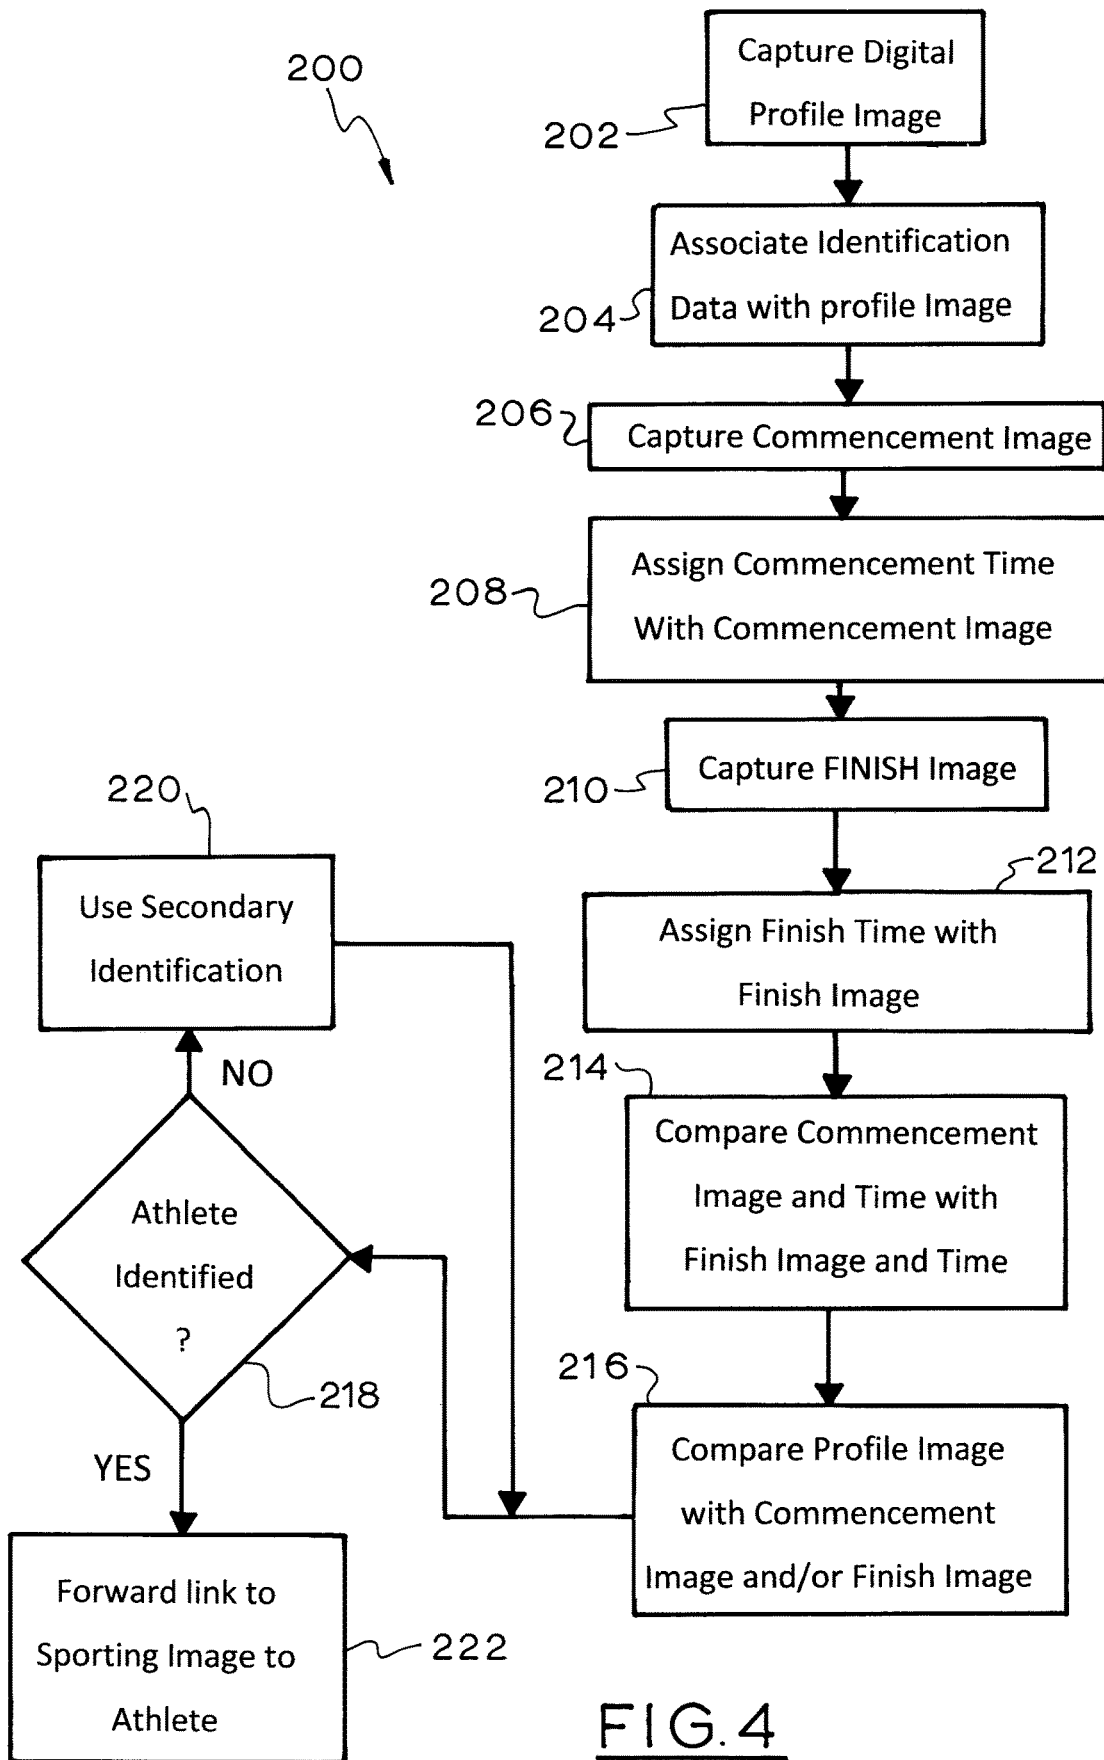 200
Capture Digital
Profile Image
202
Associate Identification
Data with profile Image
204
206
Capture Commencement Image
Assign Commencement Time
With Commencement Image
208
Capture FINISH Image
210
212
Assign Finish Time with
Finish Image
214
Compare Commencement
Image and Time with
Finish Image and Time
216
Compare Profile Image
with Commencement
Image and/or Finish Image
220
Use Secondary
Identification
NO
Athlete
Identified
?
218
YES
Forward link to
Sporting Image to
Athlete
222
FIG.4